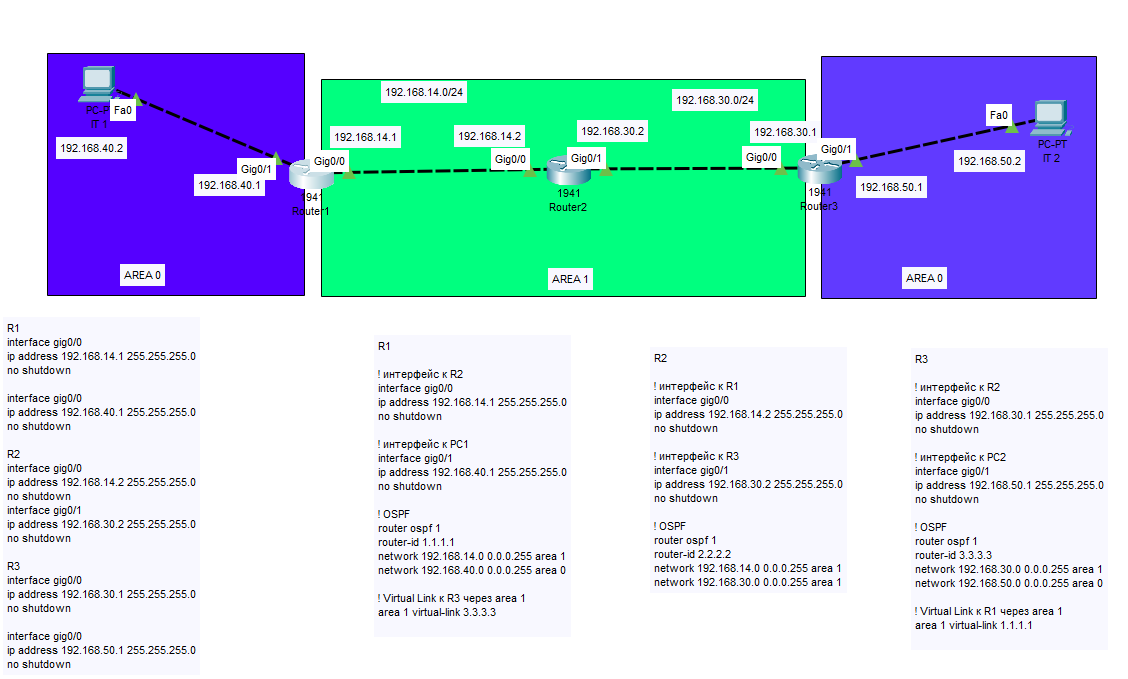 192.168.14.0/24
192.168.30.0/24
PC-P
Fa0
IT 1
192.168.40.2
192.168.14.1
192.168.14.2
192.168.30.2
192.168.30.1
Fa0
PC-PT
IT 2
192.168.50.2
Gig0/1
192.168.40.1
Gig0/0
Gig0/0
Gig0/1
Gig0/0
Gig0/1
192.168.50.1
1941
Router1
1941
Router2
1941
Router3
AREA 0
AREA 1
AREA 0
R1
interface gig0/0
ip address 192.168.14.1 255.255.255.0
no shutdown
interface gig0/0
ip address 192.168.40.1 255.255.255.0
no shutdown
R2
interface gig0/0
ip address 192.168.14.2 255.255.255.0
no shutdown
interface gig0/1
ip address 192.168.30.2 255.255.255.0
no shutdown
R3
interface gig0/0
ip address 192.168.30.1 255.255.255.0
no shutdown
interface gig0/0
ip address 192.168.50.1 255.255.255.0
no shutdown
R1
! интерфейс к R2
interface gig0/0
ip address 192.168.14.1 255.255.255.0
no shutdown
! интерфейс к PC1
interface gig0/1
ip address 192.168.40.1 255.255.255.0
no shutdown
! OSPF
router ospf 1
router-id 1.1.1.1
network 192.168.14.0 0.0.0.255 area 1
network 192.168.40.0 0.0.0.255 area 0
! Virtual Link к R3 через area 1
area 1 virtual-link 3.3.3.3
R2
! интерфейс к R1
interface gig0/0
ip address 192.168.14.2 255.255.255.0
no shutdown
! интерфейс к R3
interface gig0/1
ip address 192.168.30.2 255.255.255.0
no shutdown
! OSPF
router ospf 1
router-id 2.2.2.2
network 192.168.14.0 0.0.0.255 area 1
network 192.168.30.0 0.0.0.255 area 1
R3
! интерфейс к R2
interface gig0/0
ip address 192.168.30.1 255.255.255.0
no shutdown
! интерфейс к PC2
interface gig0/1
ip address 192.168.50.1 255.255.255.0
no shutdown
! OSPF
router ospf 1
router-id 3.3.3.3
network 192.168.30.0 0.0.0.255 area 1
network 192.168.50.0 0.0.0.255 area 0
! Virtual Link к R1 через area 1
area 1 virtual-link 1.1.1.1